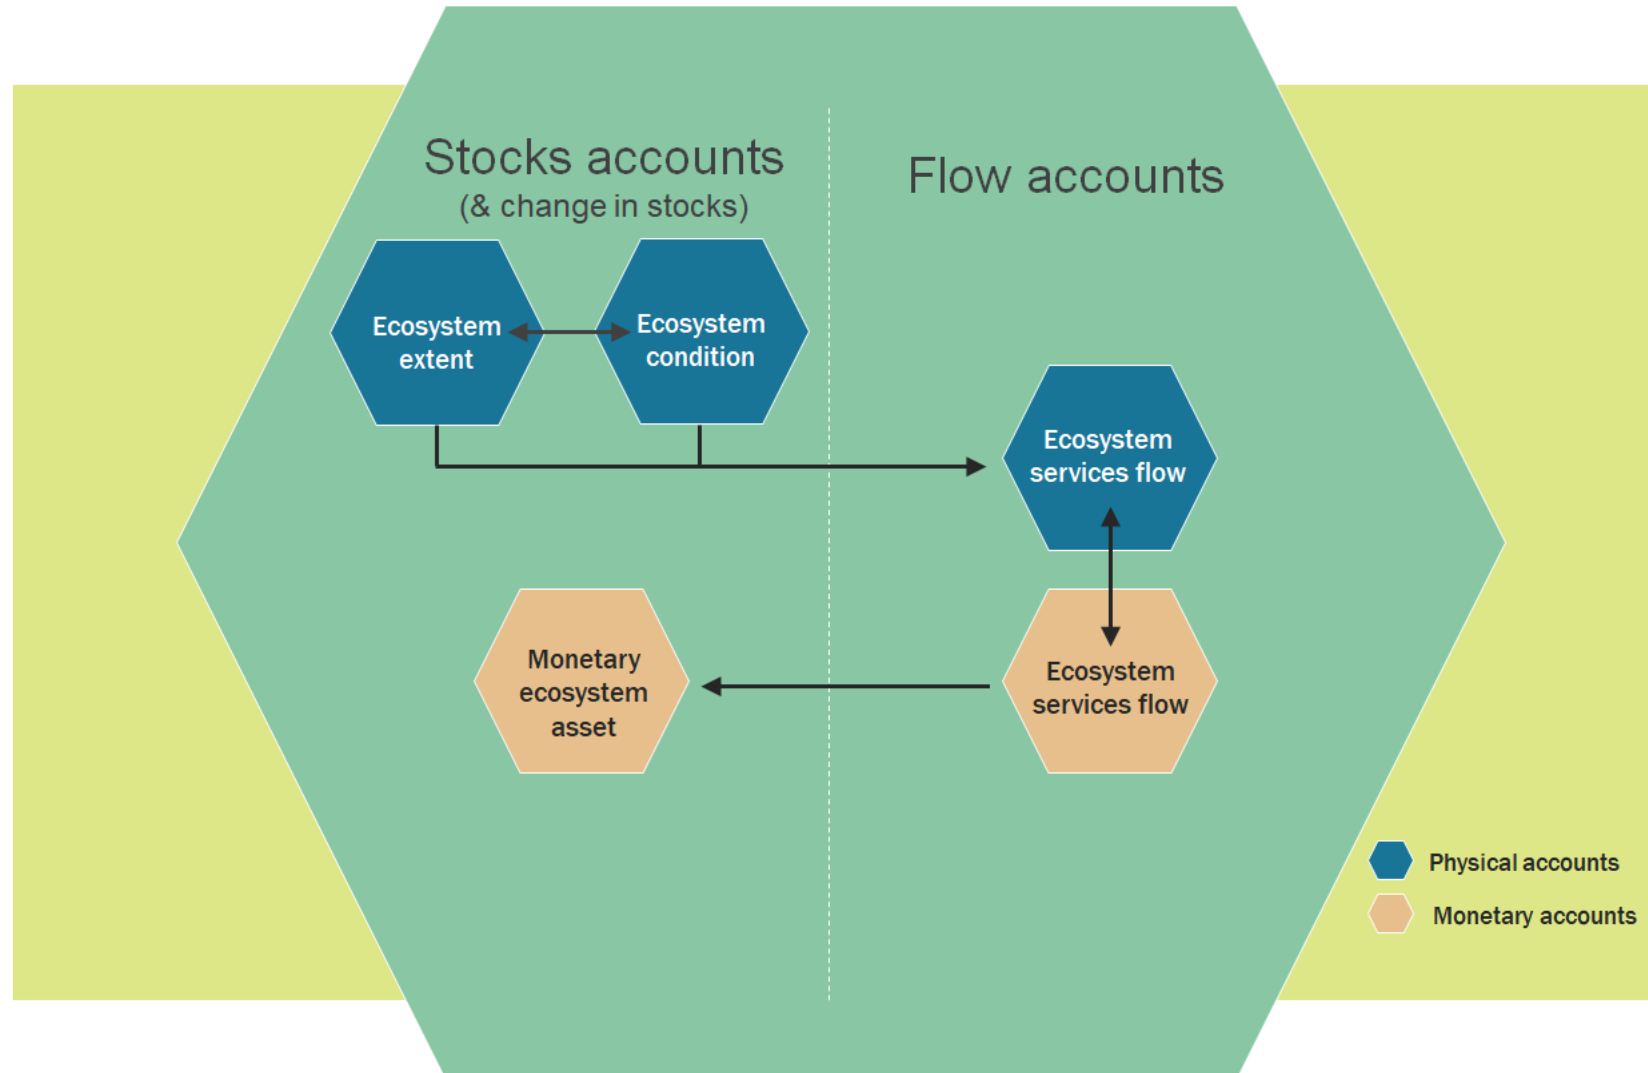 Stocks accounts
(& change in stocks)
Flow accounts
Ecosystem
extent
Ecosystem
condition
Ecosystem
services flow
Monetary
ecosystem
asset
Ecosystem
services flow
Physical accounts
Monetary accounts